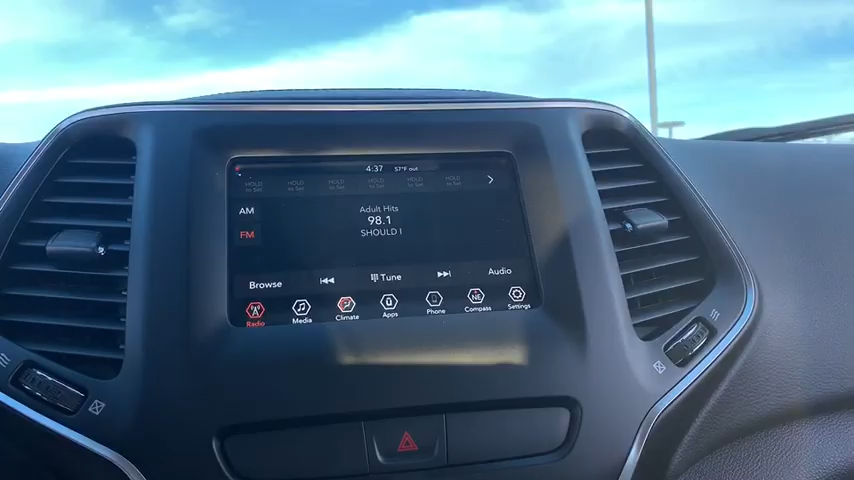 4:37 57°F out
HOLD to Set HOLD to Set HOLD to Set HOLD to Set HOLD to Set HOLD to Set
AM
Adult Hits
98.1
FM
SHOULD I
Browse Tune Audio
Radio Media Climate Apps Phone Compass Settings
NE